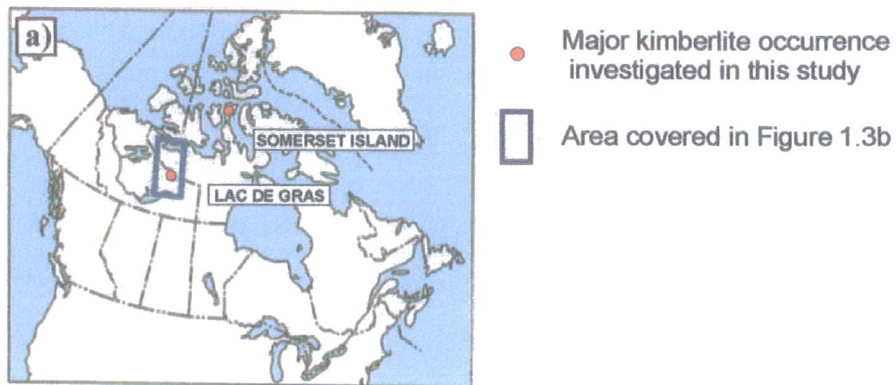 a)
Major kimberlite occurrence
investigated in this study
SOMERSET ISLAND
Area covered in Figure 1.3b
LAC DE GRAS